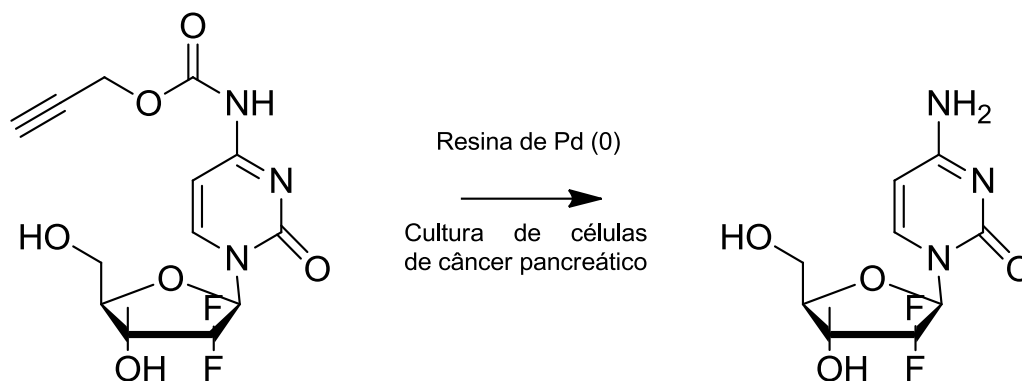 O
O
NH
N
N
O
HO
O
F
F
OH
Resina de Pd (0)
Cultura de células
de câncer pancreático
NH2
N
N
O
HO
O
F
F
OH